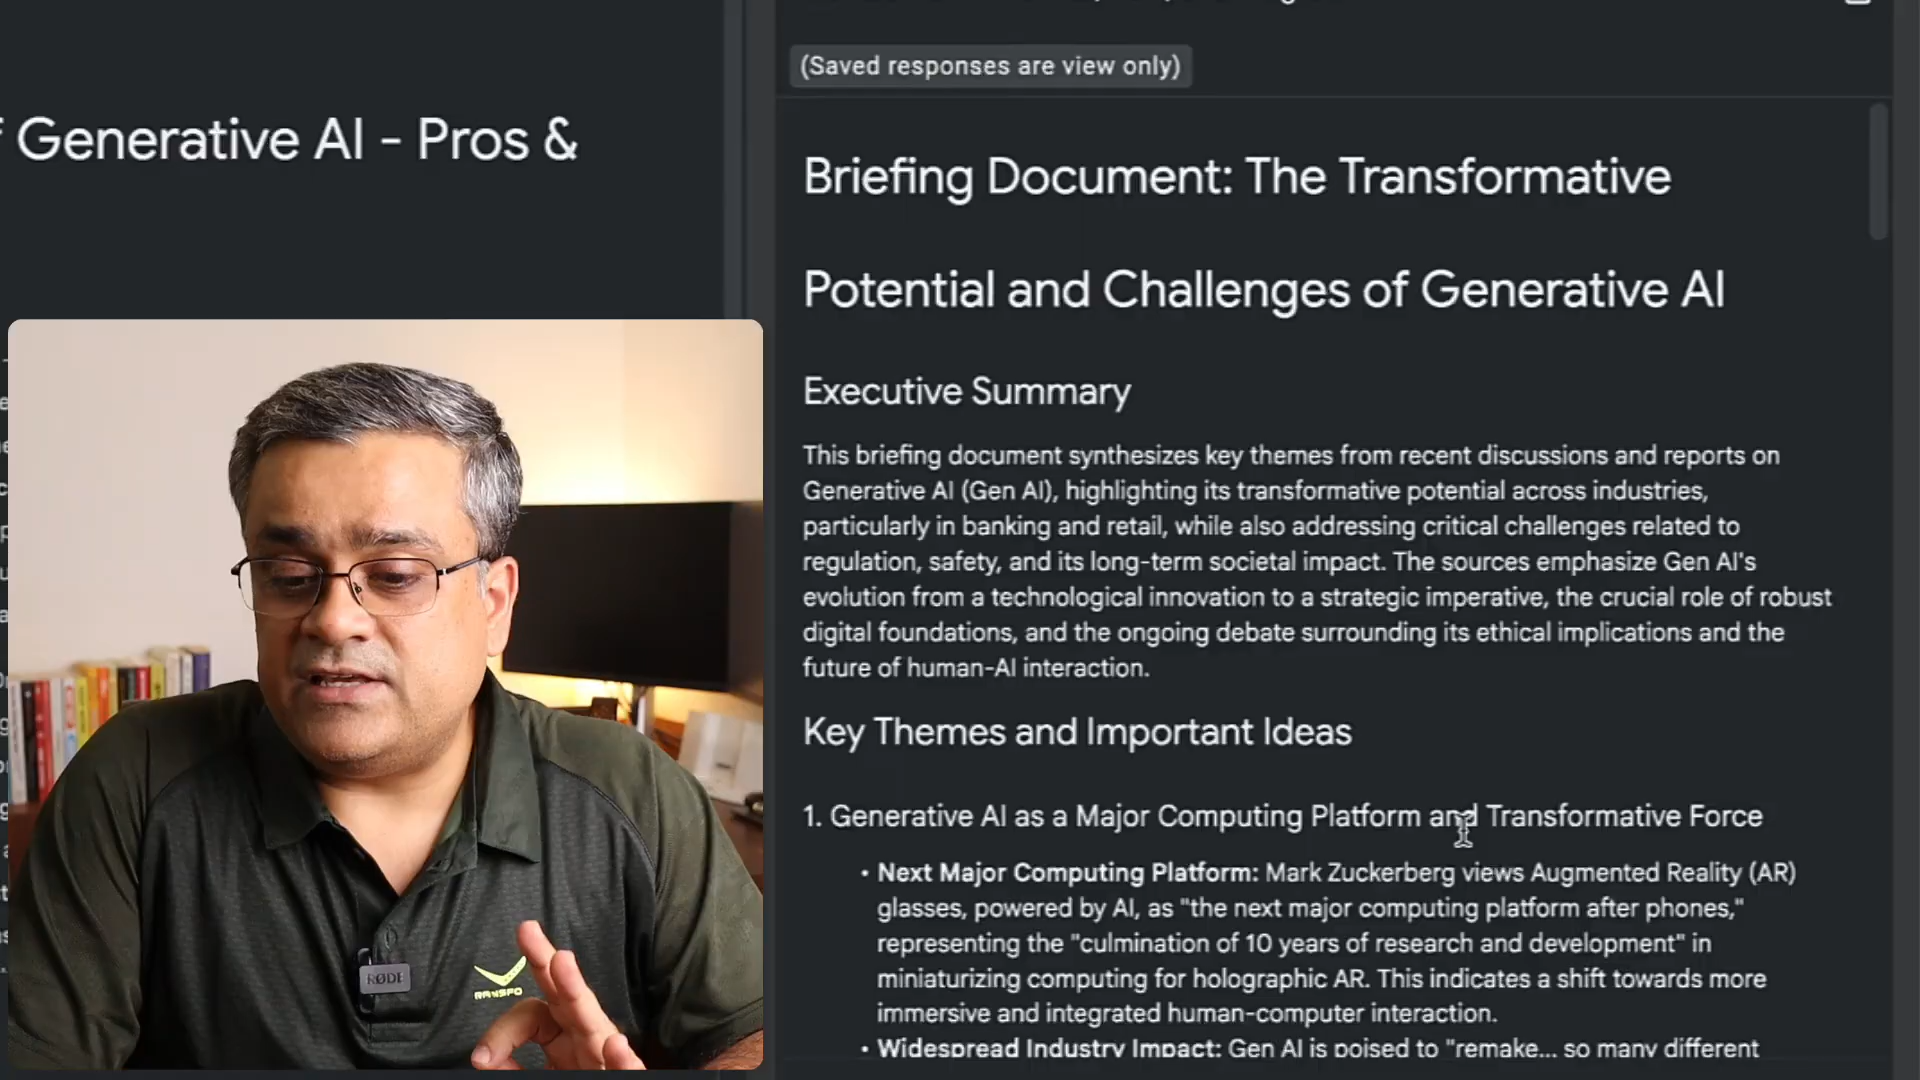 (Saved responses are view only)
Generative AI - Pros &
Briefing Document: The Transformative
Potential and Challenges of Generative AI
Executive Summary
This briefing document synthesizes key themes from recent discussions and reports on
Generative AI (Gen AI), highlighting its transformative potential across industries,
particularly in banking and retail, while also addressing critical challenges related to
regulation, safety, and its long-term societal impact. The sources emphasize Gen AI's
evolution from a technological innovation to a strategic imperative, the crucial role of robust
digital foundations, and the ongoing debate surrounding its ethical implications and the
future of human-AI interaction.
Key Themes and Important Ideas
1. Generative AI as a Major Computing Platform and Transformative Force
• Next Major Computing Platform: Mark Zuckerberg views Augmented Reality (AR)
glasses, powered by AI, as "the next major computing platform after phones,"
representing the "culmination of 10 years of research and development" in
miniaturizing computing for holographic AR. This indicates a shift towards more
immersive and integrated human-computer interaction.
• Widespread Industry Impact: Gen AI is poised to "remake... so many different
RØDE